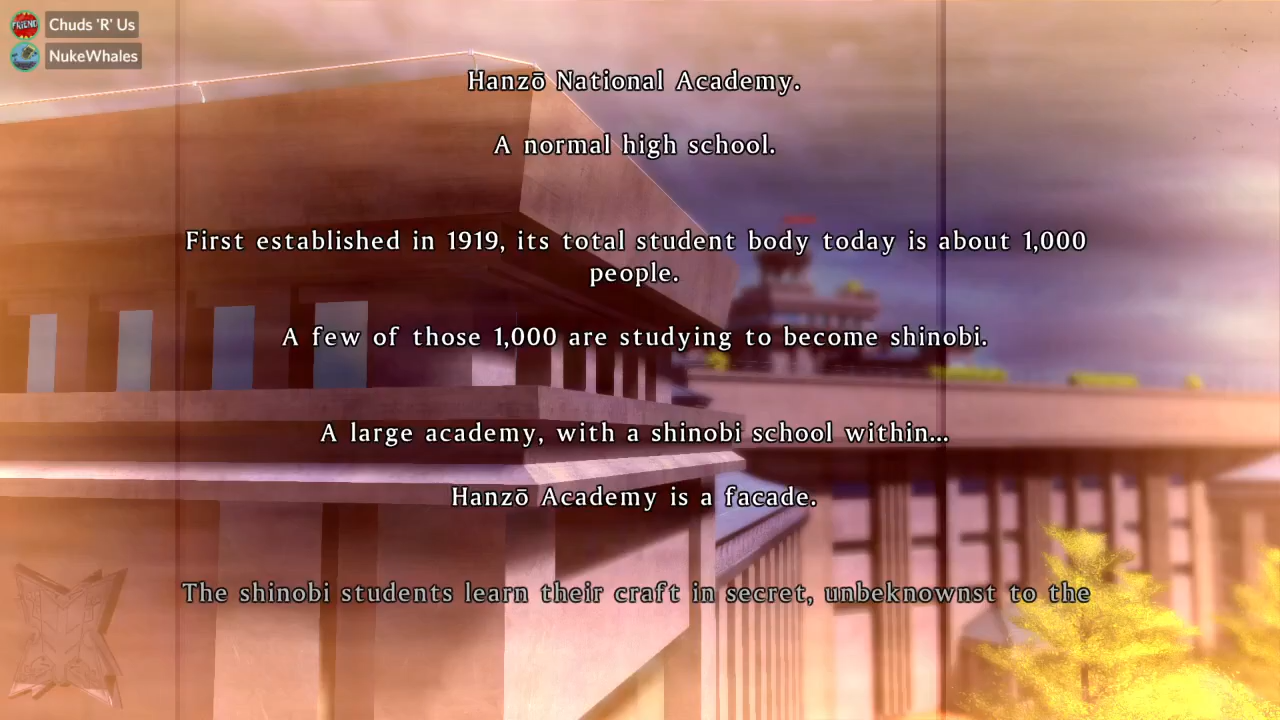 Chuds 'R' Us
NukeWhales
Hanzō National Academy.
A normal high school.
First established in 1919, its total student body today is about 1,000
people.
A few of those 1,000 are studying to become shinobi.
A large academy, with a shinobi school within...
Hanzō Academy is a facade.
The shinobi students learn their craft in secret, unbeknownst to the